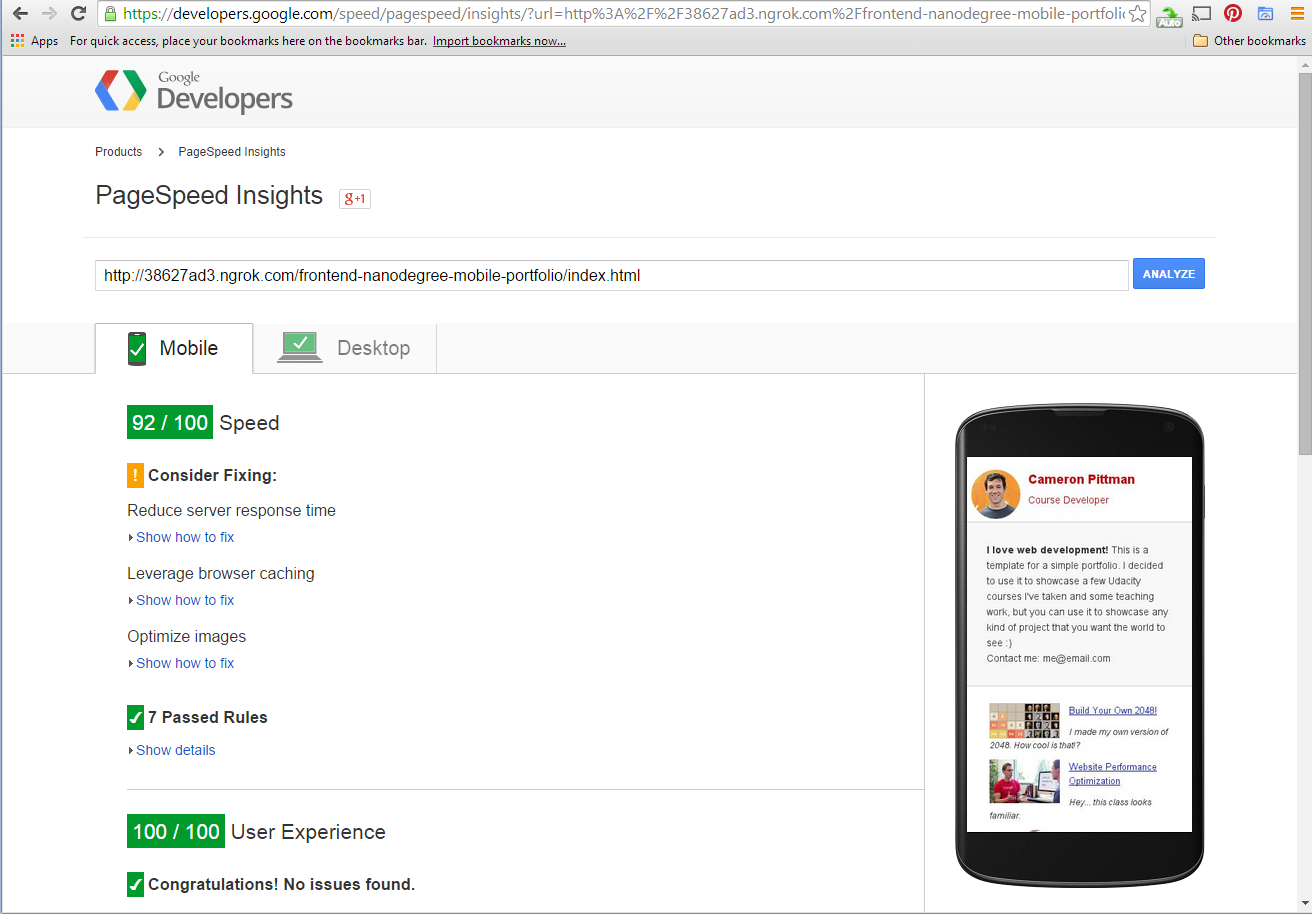 https://developers.google.com/speed/pagespeed/insights/?url=http%3A%2F%2F38627ad3.ngrok.com%2Ffrontend-nanodegree-mobile-portfoli
AUTO
Apps For quick access, place your bookmarks here on the bookmarks bar. Import bookmarks now... Other bookmarks
Google
Developers
Products > PageSpeed Insights
PageSpeed Insights g+1
http://38627ad3.ngrok.com/frontend-nanodegree-mobile-portfolio/index.html ANALYZE
Mobile Desktop
92 / 100 Speed
! Consider Fixing:
Reduce server response time
Show how to fix
Leverage browser caching
Show how to fix
Optimize images
Show how to fix
7 Passed Rules
Show details
100 / 100 User Experience
Congratulations! No issues found.
Cameron Pittman
Course Developer
I love web development! This is a
template for a simple portfolio. I decided
to use it to showcase a few Udacity
courses I've taken and some teaching
work, but you can use it to showcase any
kind of project that you want the world to
see :)
Contact me: me@email.com
Build Your Own 2048!
I made my own version of
2048. How cool is that!?
Website Performance
Optimization
Hey... this class looks
familiar.